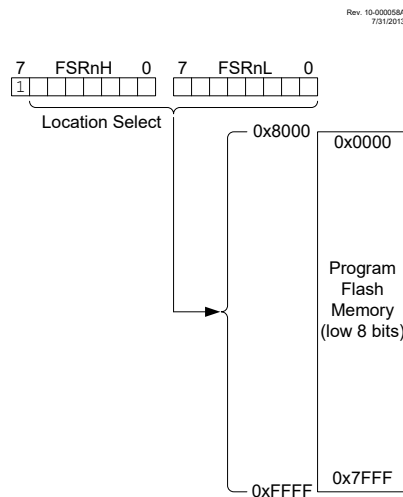 Rev. 10-000058A
7/31/2013
7 FSRnH 0 7 FSRnL 0
1
Location Select
0x8000
0x0000
Program
Flash
Memory
(low 8 bits)
0x7FFF
0xFFFF